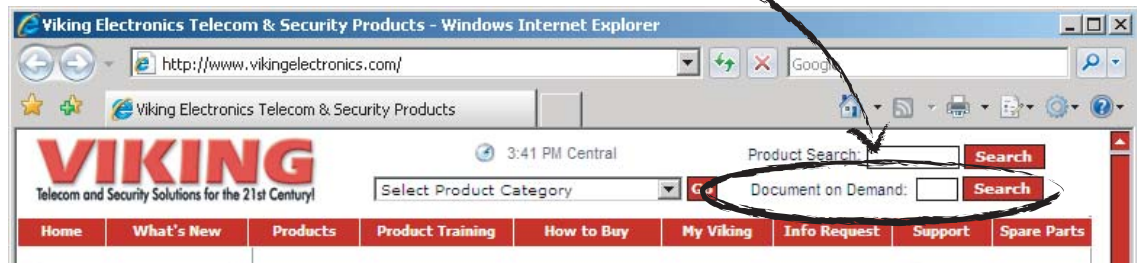 Viking Electronics Telecom & Security Products - Windows Internet Explorer
http://www.vikingelectronics.com/
Google
Viking Electronics Telecom & Security Products
VIKING
Telecom and Security Solutions for the 21st Century!
3:41 PM Central
Product Search: Search
Select Product Category Go
Document on Demand: Search
Home What's New Products Product Training How to Buy My Viking Info Request Support Spare Parts